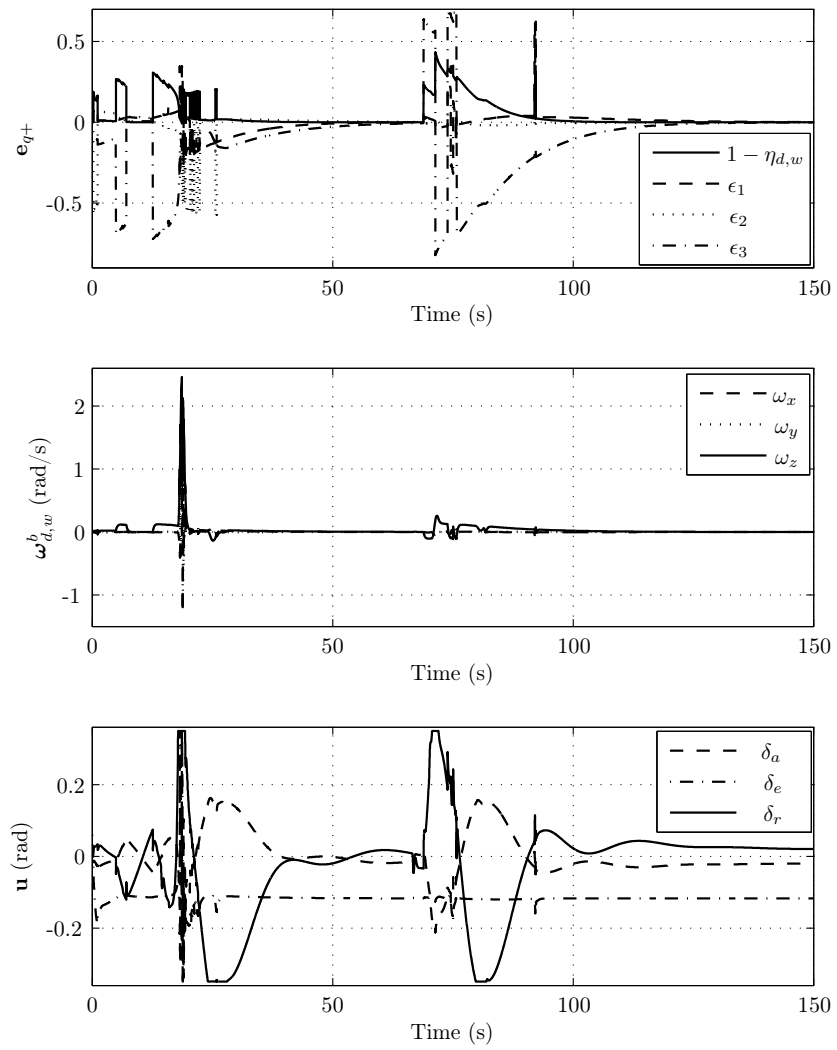 0.5
0
-0.5
e_{q+}
1 − η_{d,w}
ϵ_1
ϵ_2
ϵ_3
0 50 100 150
Time (s)
2
1
0
-1
ω^b_{d,w} (rad/s)
ω_x
ω_y
ω_z
0 50 100 150
Time (s)
0.2
0
-0.2
u (rad)
δ_a
δ_e
δ_r
0 50 100 150
Time (s)